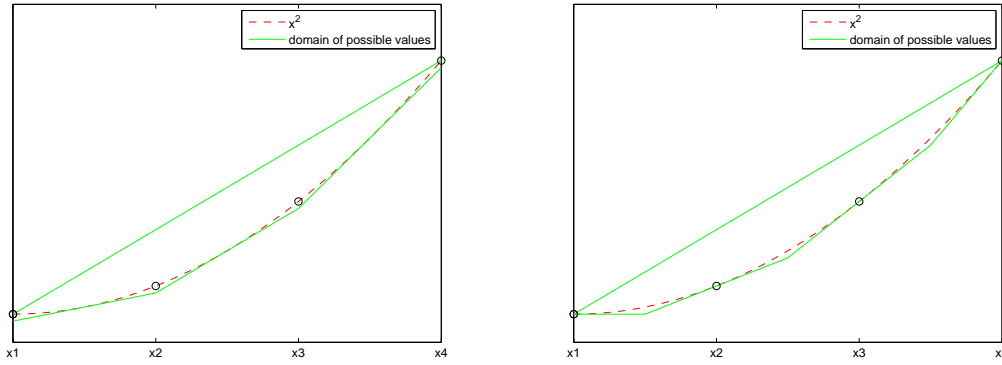 x²
domain of possible values
x1 x2 x3 x4
x²
domain of possible values
x1 x2 x3 x